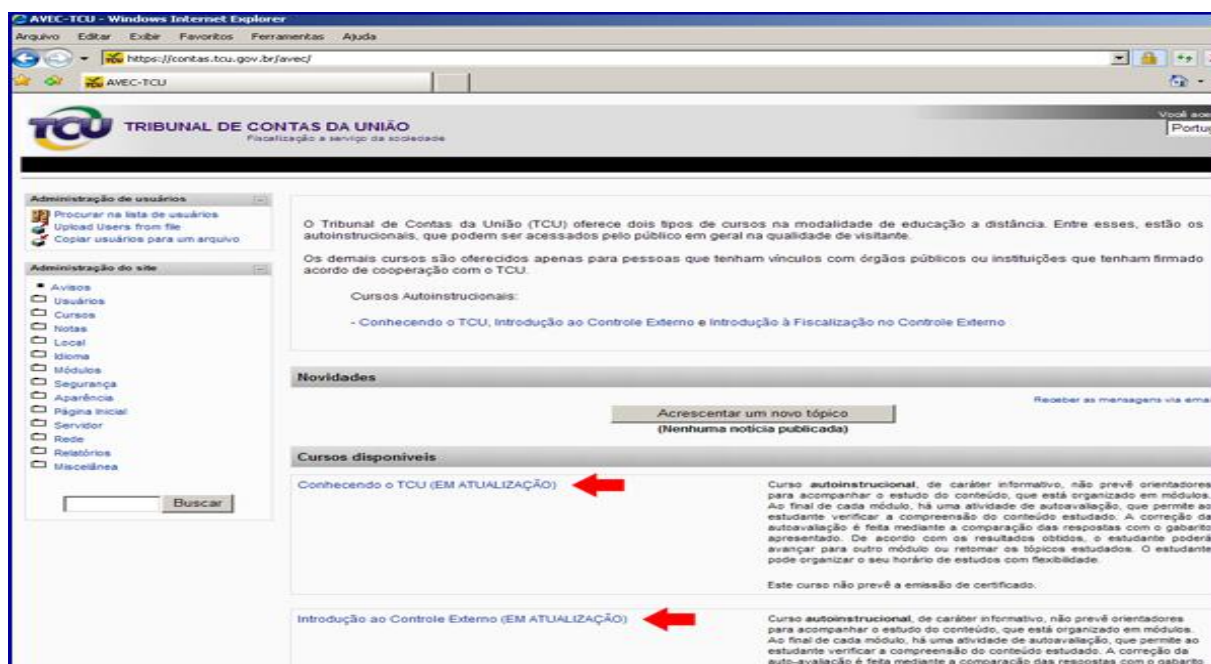 AVEC-TCU - Windows Internet Explorer
Arquivo Editar Exibir Favoritos Ferramentas Ajuda
https://contas.tcu.gov.br/avec/
AVEC-TCU
TCU TRIBUNAL DE CONTAS DA UNIÃO
Fiscalização a serviço da sociedade
Você
Portug
Administração de usuários
Procurar na lista de usuários
Upload Users from file
Copiar usuários para um arquivo
Administração do site
Avisos
Usuários
Cursos
Notas
Local
Idioma
Módulos
Segurança
Aparência
Página Inicial
Servidor
Rede
Relatórios
Miscelânea
Buscar
O Tribunal de Contas da União (TCU) oferece dois tipos de cursos na modalidade de educação a distância. Entre esses, estão os
autoinstrucionais, que podem ser acessados pelo público em geral na qualidade de visitante.
Os demais cursos são oferecidos apenas para pessoas que tenham vínculos com órgãos públicos ou instituições que tenham firmado
acordo de cooperação com o TCU.
Cursos Autoinstrucionais:
- Conhecendo o TCU, Introdução ao Controle Externo e Introdução à Fiscalização no Controle Externo
Novidades
Receber as mensagens via emai
Acrescentar um novo tópico
(Nenhuma notícia publicada)
Cursos disponíveis
Conhecendo o TCU (EM ATUALIZAÇÃO)
Curso autoinstrucional, de caráter informativo, não prevê orientadores
para acompanhar o estudo do conteúdo, que está organizado em módulos.
Ao final de cada módulo, há uma atividade de autoavaliação, que permite ao
estudante verificar a compreensão do conteúdo estudado. A correção da
autoavaliação é feita mediante a comparação das respostas com o gabarito
apresentado. De acordo com os resultados obtidos, o estudante poderá
avançar para outro módulo ou retomar os tópicos estudados. O estudante
pode organizar o seu horário de estudos com flexibilidade.
Este curso não prevê a emissão de certificado.
Introdução ao Controle Externo (EM ATUALIZAÇÃO)
Curso autoinstrucional, de caráter informativo, não prevê orientadores
para acompanhar o estudo do conteúdo, que está organizado em módulos.
Ao final de cada módulo, há uma atividade de autoavaliação, que permite ao
estudante verificar a compreensão do conteúdo estudado. A correção da
auto-avaliação é feita mediante a comparação das respostas com o gabarito